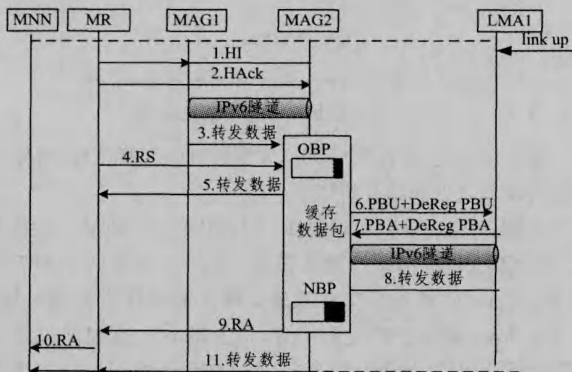 MNN
MR
MAG1
MAG2
LMA1
link up
1.HI
2.HAck
IPv6隧道
3.转发数据
OBP
4.RS
5.转发数据
缓存
数据包
6.PBU+DeReg PBU
7.PBA+DeReg PBA
IPv6隧道
8.转发数据
NBP
9.RA
10.RA
11.转发数据